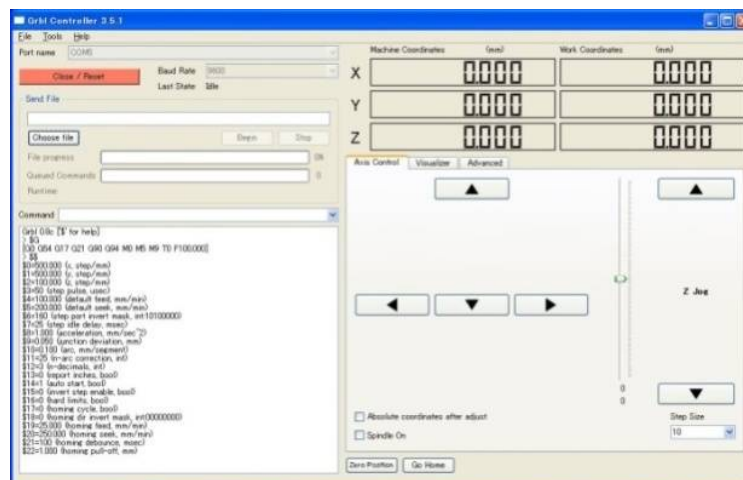 Grbl Controller 3.5.1
File Tools Help
Port name COM5
Close / Reset
Baud Rate 9600
Last State Idle
Send File
Choose file Begin Stop
File progress 0%
Queued Commands 0
Runtime
Command
Grbl 0.8c ['$' for help]
> $G
[G0 G54 G17 G21 G90 G94 M0 M5 M9 T0 F100.000]
> $$
$0=500.000 (x, step/mm)
$1=500.000 (y, step/mm)
$2=100.000 (z, step/mm)
$3=50 (step pulse, usec)
$4=100.000 (default feed, mm/min)
$5=200.000 (default seek, mm/min)
$6=160 (step port invert mask, int:10100000)
$7=25 (step idle delay, msec)
$8=1.000 (acceleration, mm/sec^2)
$9=0.050 (junction deviation, mm)
$10=0.100 (arc, mm/segment)
$11=25 (n-arc correction, int)
$12=3 (n-decimals, int)
$13=0 (report inches, bool)
$14=1 (auto start, bool)
$15=0 (invert step enable, bool)
$16=0 (hard limits, bool)
$17=0 (homing cycle, bool)
$18=0 (homing dir invert mask, int:00000000)
$19=25.000 (homing feed, mm/min)
$20=250.000 (homing seek, mm/min)
$21=100 (homing debounce, msec)
$22=1.000 (homing pull-off, mm)
Machine Coordinates (mm) Work Coordinates (mm)
X 0.000 0.000
Y 0.000 0.000
Z 0.000 0.000
Axis Control Visualizer Advanced
Z Jog
0
0
Absolute coordinates after adjust
Spindle On
Step Size
10
Zero Position Go Home